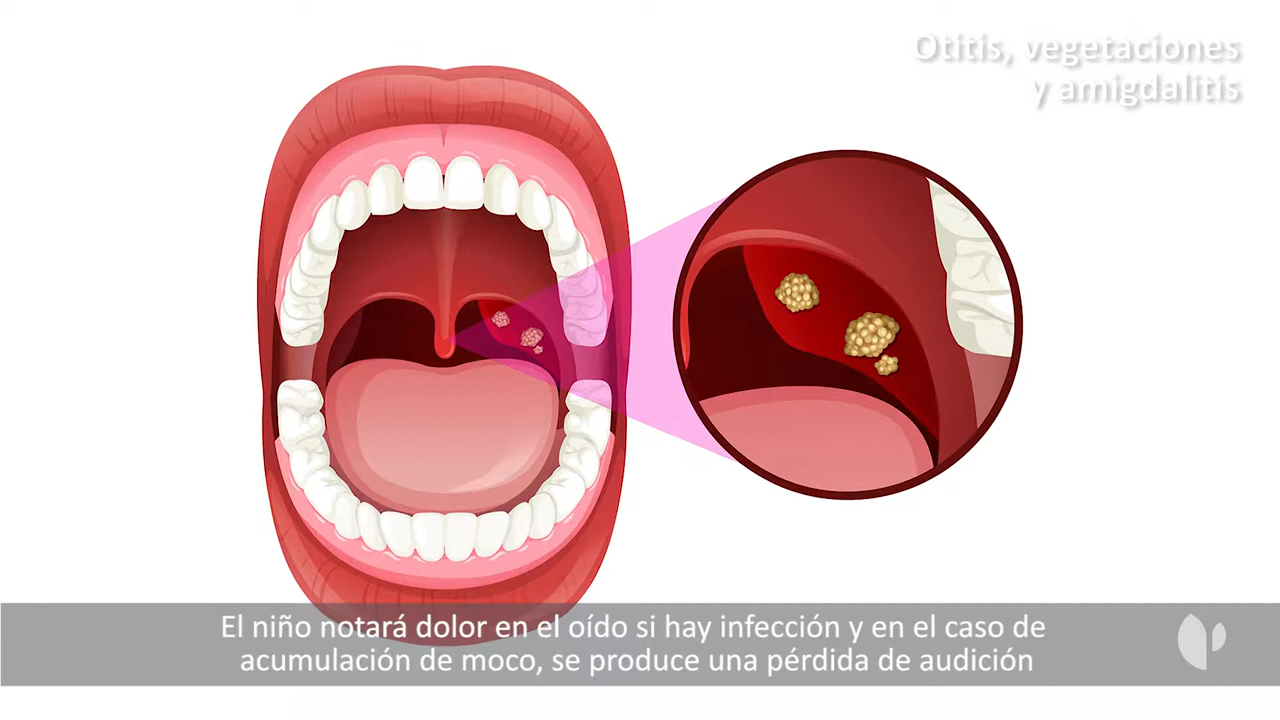 Otitis, vegetaciones
y amigdalitis
El niño notará dolor en el oído si hay infección y en el caso de
acumulación de moco, se produce una pérdida de audición